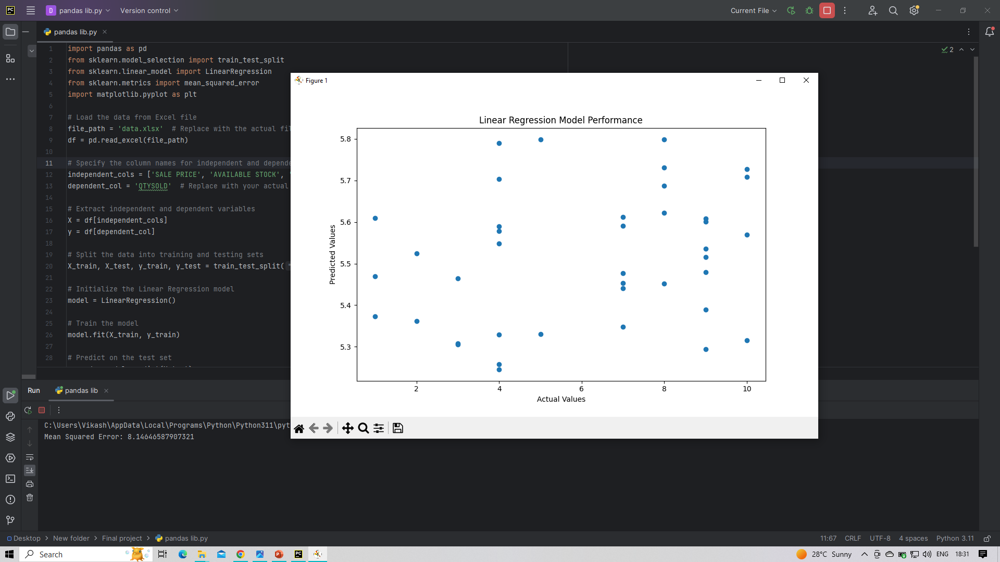 PC
D pandas lib.py
Version control
Current File
pandas lib.py
2
1 import pandas as pd
2 from sklearn.model_selection import train_test_split
3 from sklearn.linear_model import LinearRegression
4 from sklearn.metrics import mean_squared_error
5 import matplotlib.pyplot as plt
6
7 # Load the data from Excel file
8 file_path = 'data.xlsx'  # Replace with the actual fil
9 df = pd.read_excel(file_path)
10
11 # Specify the column names for independent and depende
12 independent_cols = ['SALE PRICE', 'AVAILABLE STOCK', '
13 dependent_col = 'QTYSOLD'  # Replace with your actual
14
15 # Extract independent and dependent variables
16 X = df[independent_cols]
17 y = df[dependent_col]
18
19 # Split the data into training and testing sets
20 X_train, X_test, y_train, y_test = train_test_split(
21
22 # Initialize the Linear Regression model
23 model = LinearRegression()
24
25 # Train the model
26 model.fit(X_train, y_train)
27
28 # Predict on the test set
Figure 1
Linear Regression Model Performance
5.8
5.7
5.6
5.5
5.4
5.3
Predicted Values
2 4 6 8 10
Actual Values
Run pandas lib
C:\Users\Vikash\AppData\Local\Programs\Python\Python311\pyt
Mean Squared Error: 8.14646587907321
Desktop > New folder > Final project > pandas lib.py
11:67 CRLF UTF-8 4 spaces Python 3.11
Search
28°C Sunny
ENG
18:31